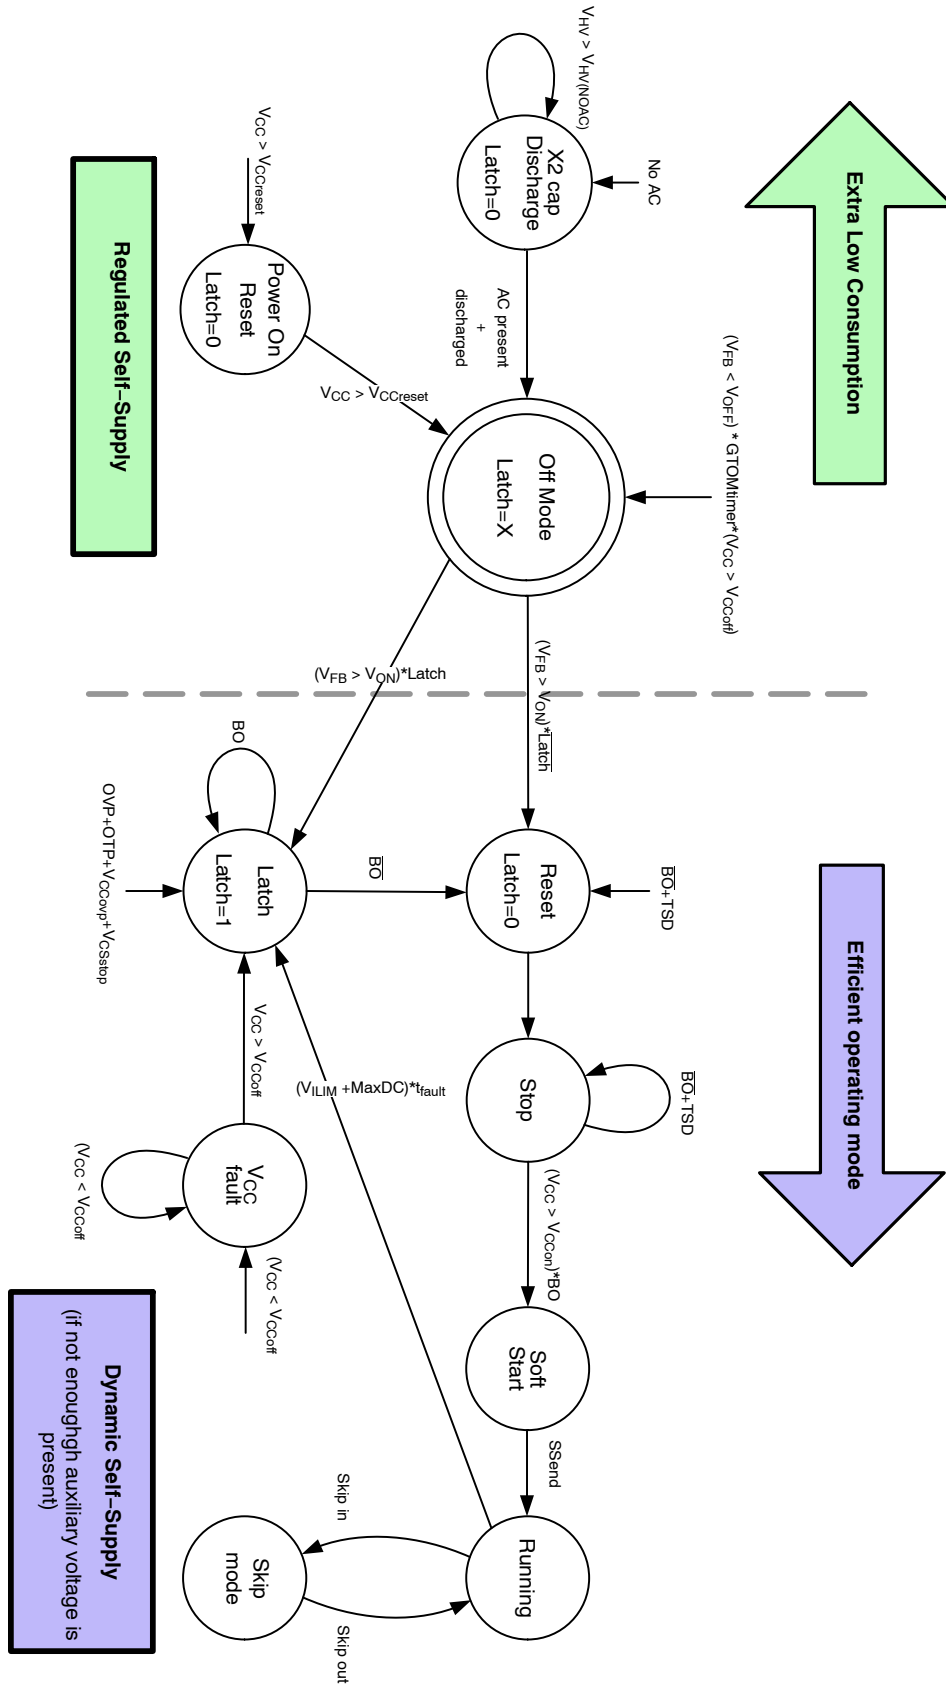 Extra Low Consumption
Efficient operating mode
(VFB < VOFF) * GTOMtimer*(VCC > VCCoff)
No AC
VHV > VHV(NOAC)
X2 cap
Discharge
Latch=0
AC present
+
discharged
Off Mode
Latch=X
(VFB > VON)*L̅a̅t̅c̅h̅
B̅O̅+TSD
Reset
Latch=0
B̅O̅+TSD
Stop
(VCC > VCCon)*BO
Soft
Start
SSend
Running
VCC > VCCreset
Power On
Reset
Latch=0
VCC > VCCreset
(VFB > VON)*Latch
BO
B̅O̅
Latch
Latch=1
OVP+OTP+VCCovp+VCSstop
VCC > VCCoff
(VILIM +MaxDC)*tfault
VCC
fault
(VCC < VCCoff
(VCC < VCCoff
Skip in
Skip
mode
Skip out
Regulated Self–Supply
Dynamic Self–Supply
(if not enoughgh auxiliary voltage is
present)